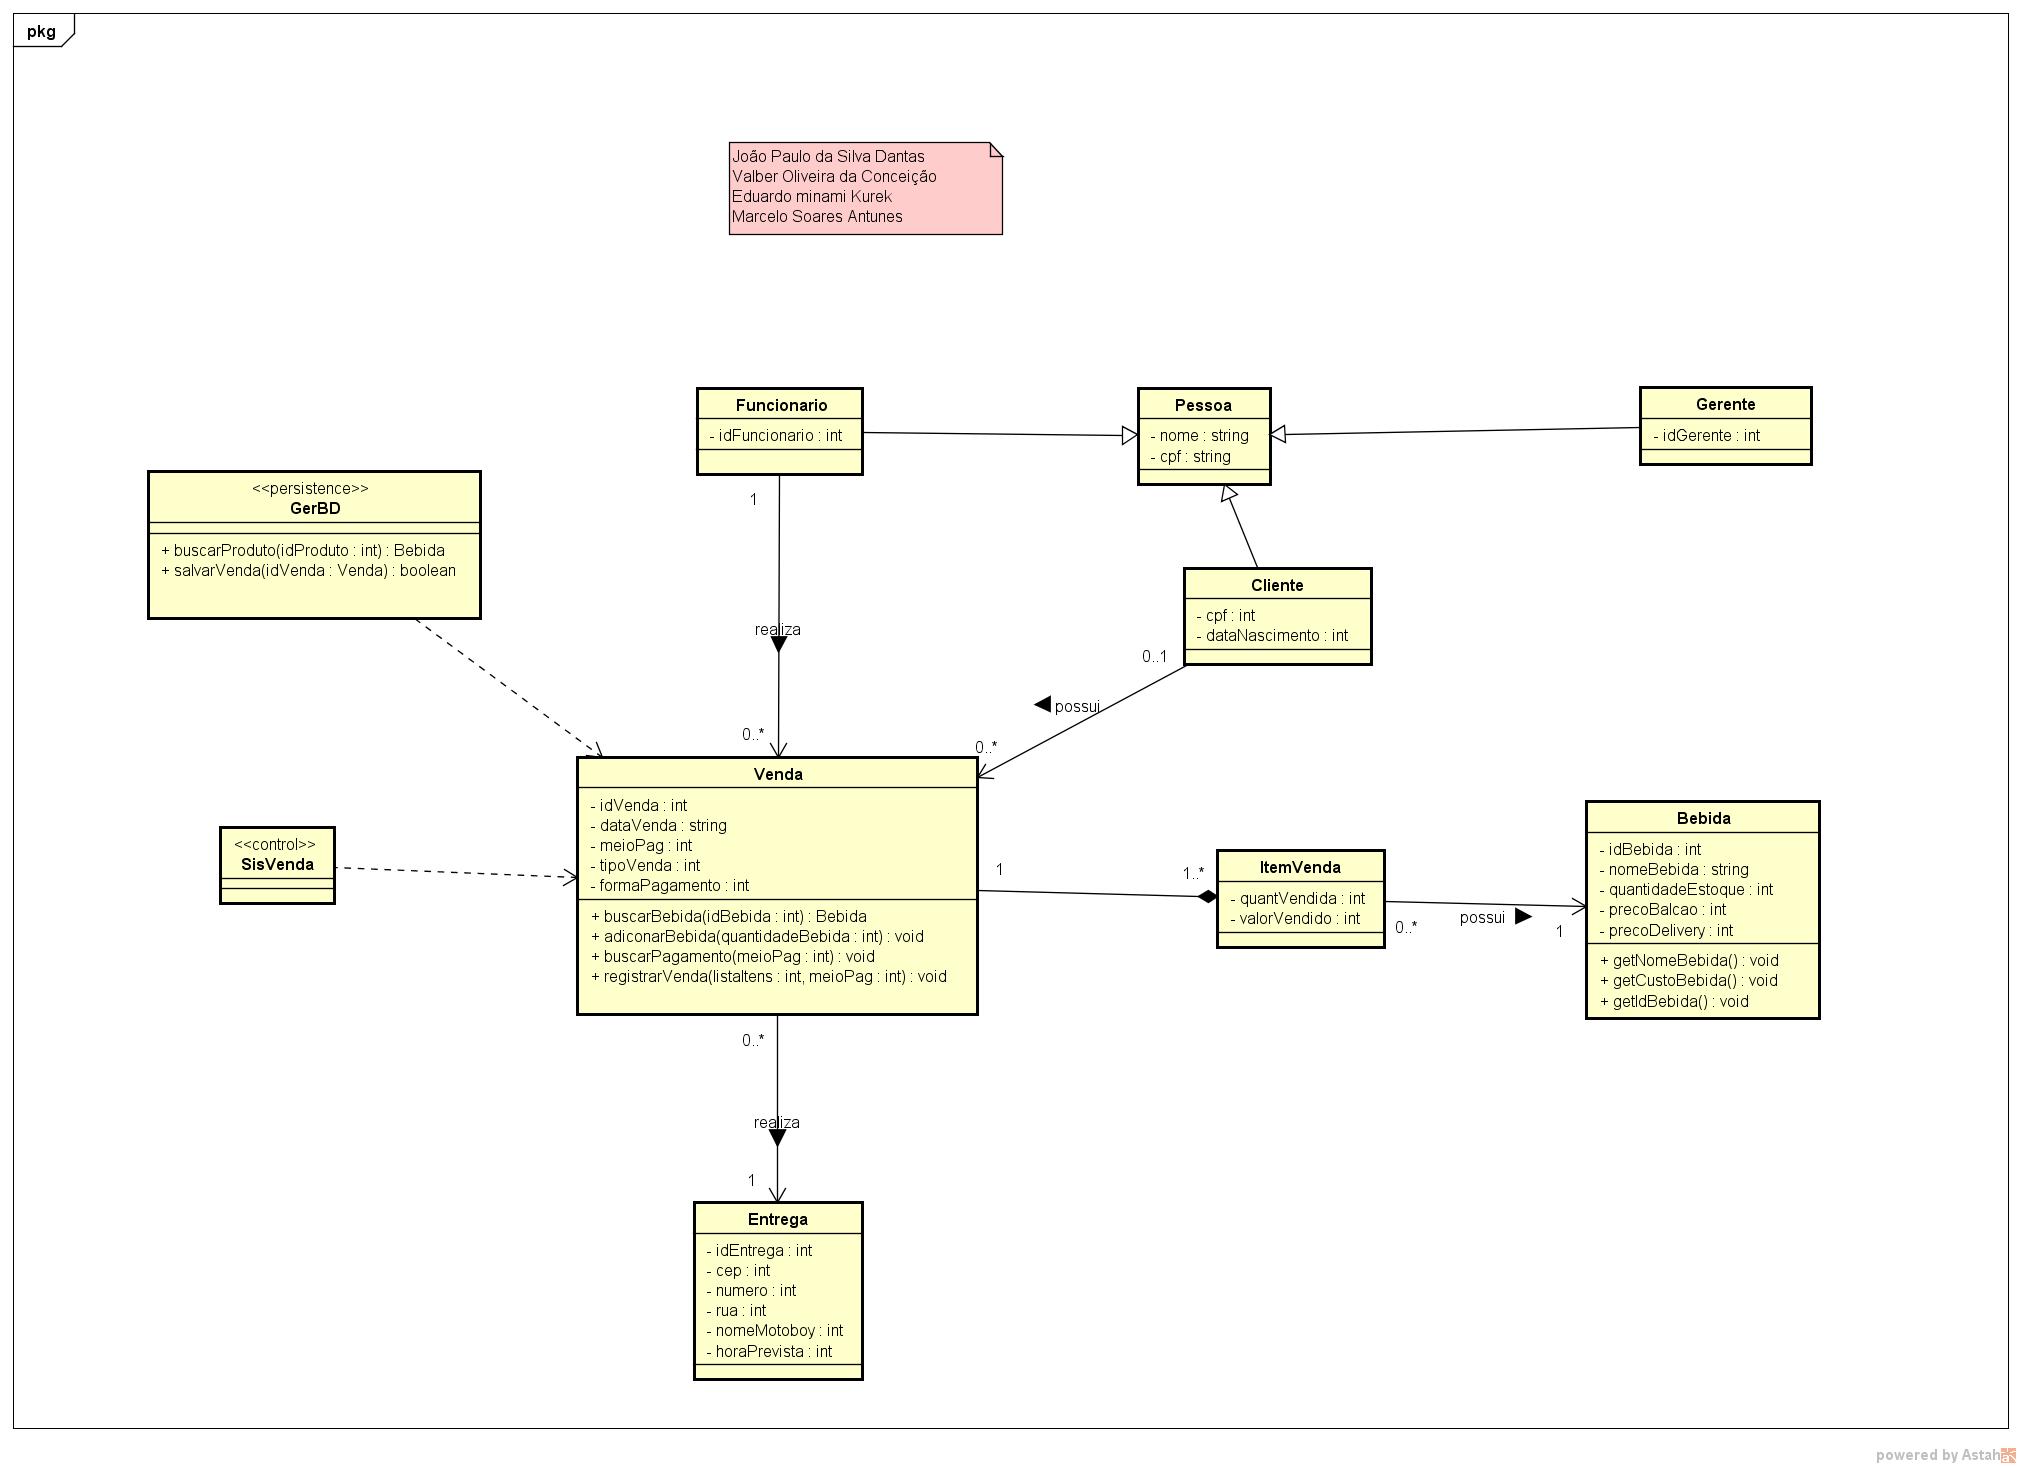 pkg
João Paulo da Silva Dantas
Valber Oliveira da Conceição
Eduardo minami Kurek
Marcelo Soares Antunes
Funcionario
- idFuncionario : int
Pessoa
- nome : string
- cpf : string
Gerente
- idGerente : int
<<persistence>>
GerBD
+ buscarProduto(idProduto : int) : Bebida
+ salvarVenda(idVenda : Venda) : boolean
Cliente
- cpf : int
- dataNascimento : int
1
realiza
0..*
0..1
possui
0..*
Venda
- idVenda : int
- dataVenda : string
- meioPag : int
- tipoVenda : int
- formaPagamento : int
+ buscarBebida(idBebida : int) : Bebida
+ adiconarBebida(quantidadeBebida : int) : void
+ buscarPagamento(meioPag : int) : void
+ registrarVenda(listaItens : int, meioPag : int) : void
<<control>>
SisVenda
1
1..*
ItemVenda
- quantVendida : int
- valorVendido : int
0..*
possui
1
Bebida
- idBebida : int
- nomeBebida : string
- quantidadeEstoque : int
- precoBalcao : int
- precoDelivery : int
+ getNomeBebida() : void
+ getCustoBebida() : void
+ getIdBebida() : void
0..*
realiza
1
Entrega
- idEntrega : int
- cep : int
- numero : int
- rua : int
- nomeMotoboy : int
- horaPrevista : int
powered by Astah